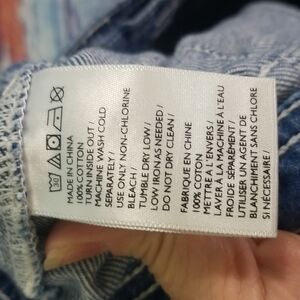 MADE IN CHINA
100% COTTON
TURN INSIDE OUT /
MACHINE WASH COLD
SEPARATELY /
USE ONLY NON-CHLORINE
BLEACH /
TUMBLE DRY LOW /
LOW IRON AS NEEDED /
DO NOT DRY CLEAN /
FABRIQUE EN CHINE
100% COTTON
METTRE A L'ENVERS /
LAVER À LA MACHINE À L'EAU
FROIDE SÉPARÉMENT /
UTILISER UN AGENT DE
BLANCHIMENT SANS CHLORE
SI NÉCESSAIRE /